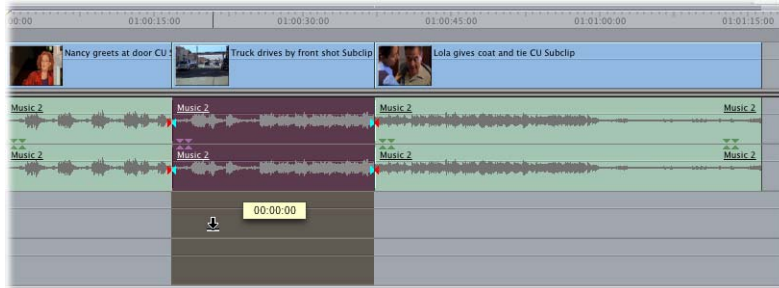 00:00 01:00:15:00 01:00:30:00 01:00:45:00 01:01:00:00 01:01:15:00
Nancy greets at door CU Truck drives by front shot Subclip Lola gives coat and tie CU Subclip
Music 2 Music 2 Music 2 Music 2
Music 2 Music 2 Music 2 Music 2
00:00:00